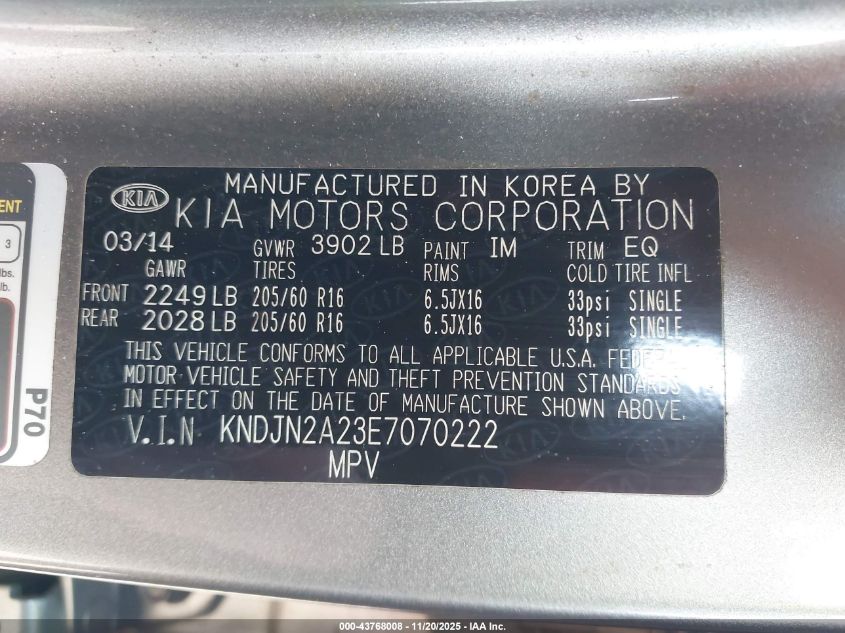 MANUFACTURED IN KOREA BY
KIA KIA MOTORS CORPORATION
03/14 GVWR 3902 LB PAINT IM TRIM EQ
GAWR TIRES RIMS COLD TIRE INFL
FRONT 2249 LB 205/60 R16 6.5JX16 33psi SINGLE
REAR 2028 LB 205/60 R16 6.5JX16 33psi SINGLE
THIS VEHICLE CONFORMS TO ALL APPLICABLE U.S.A.
MOTOR VEHICLE SAFETY AND THEFT PREVENTION STANDARDS
IN EFFECT ON THE DATE OF MANUFACTURE SHOWN ABOVE.
V.I.N KNDJN2A23E7070222
MPV
3
lbs.
lb.
P70
000-43768008 - 11/20/2025 - IAA Inc.